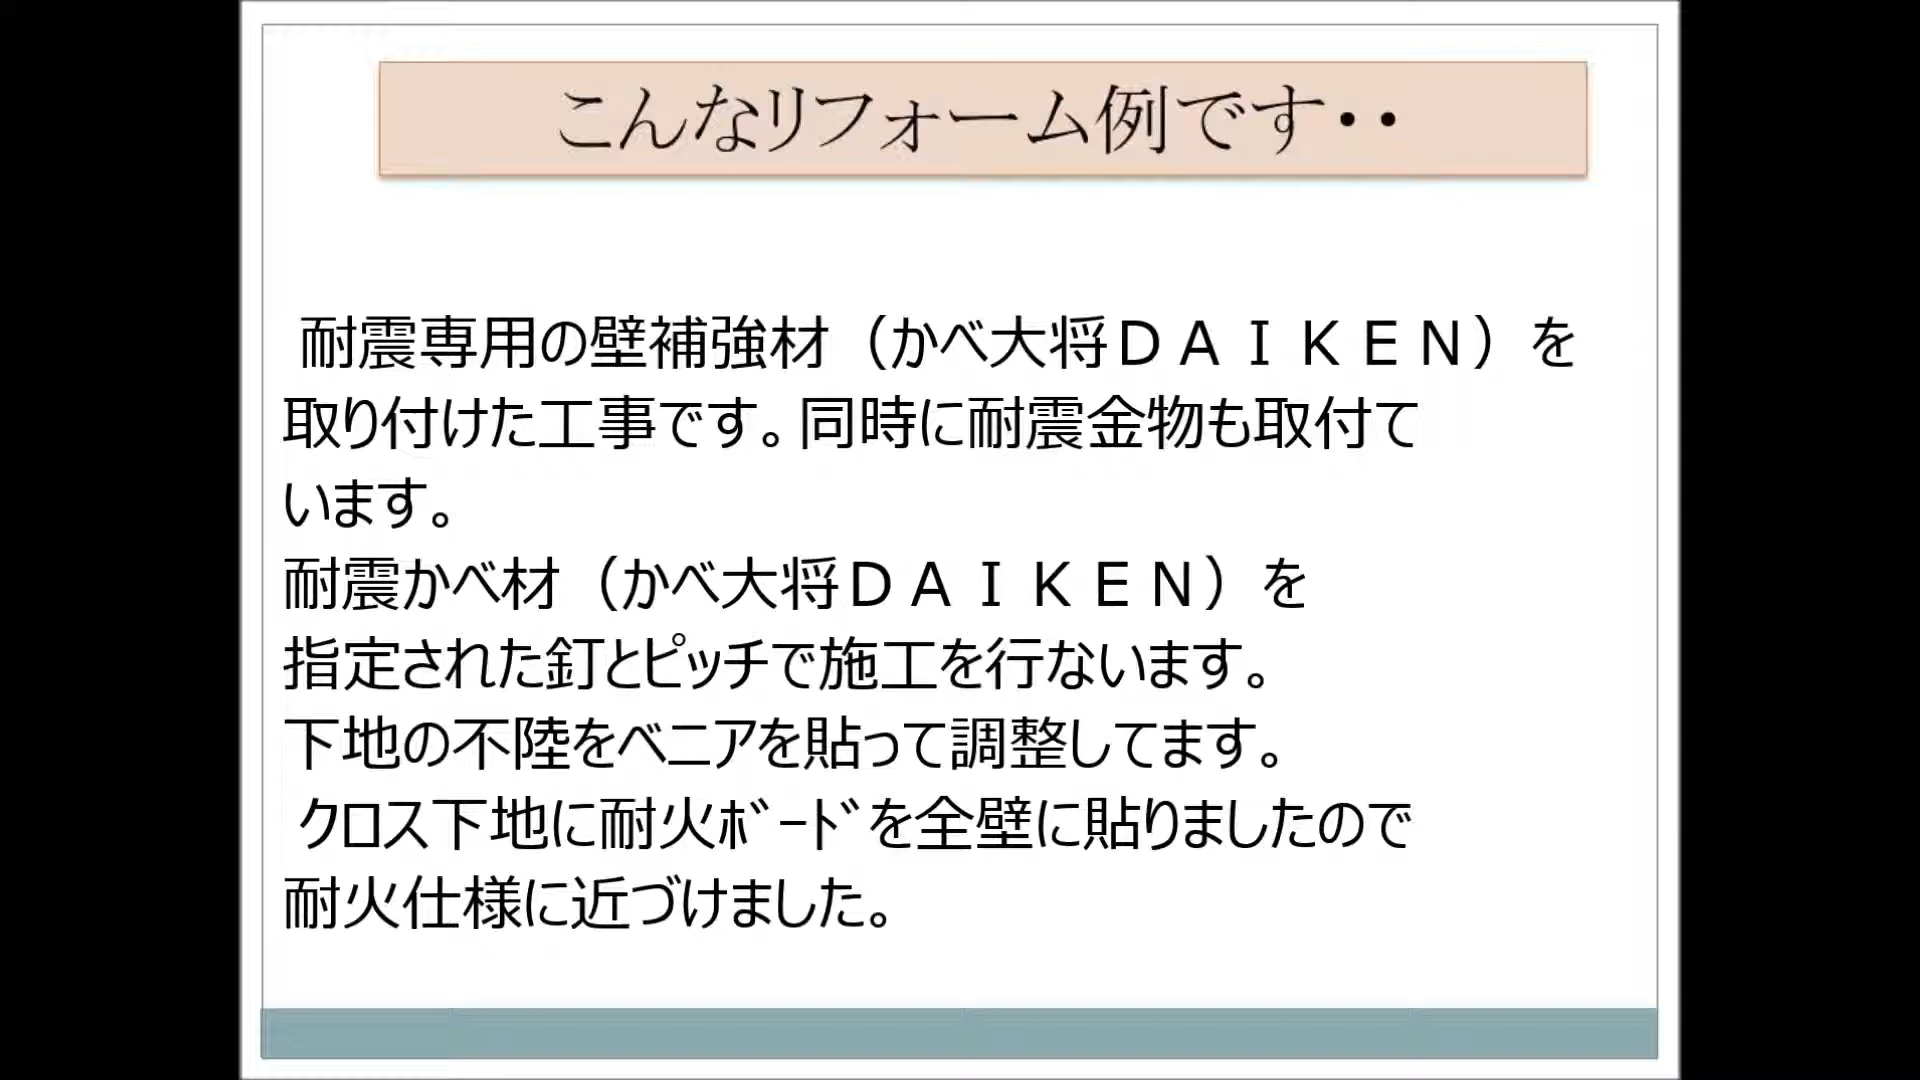 こんなリフォーム例です・・
耐震専用の壁補強材（かべ大将ＤＡＩＫＥＮ）を
取り付けた工事です。同時に耐震金物も取付て
います。
耐震かべ材（かべ大将ＤＡＩＫＥＮ）を
指定された釘とピッチで施工を行ないます。
下地の不陸をベニアを貼って調整してます。
クロス下地に耐火ﾎﾞｰﾄﾞを全壁に貼りましたので
耐火仕様に近づけました。